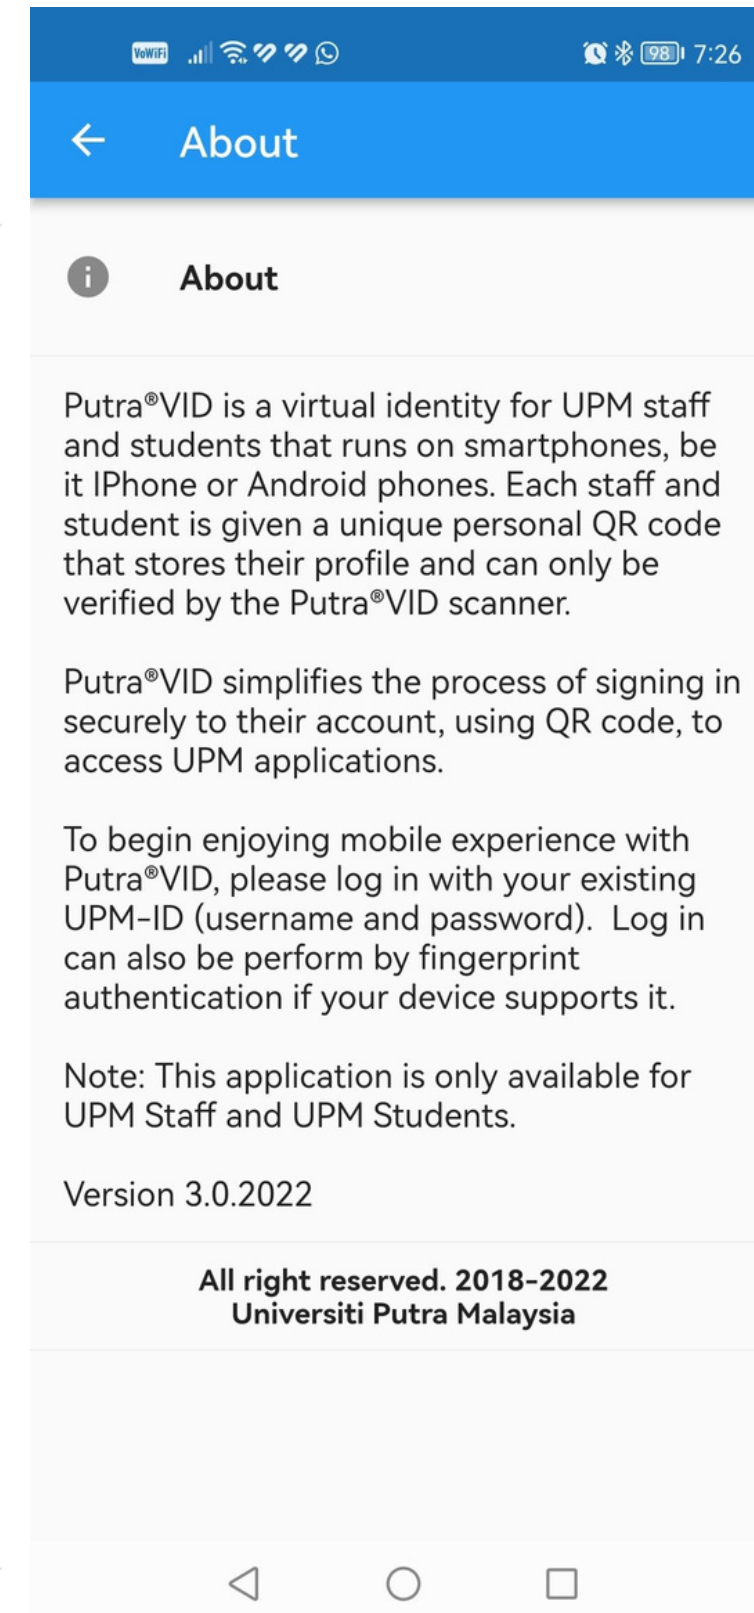 VoWiFi 98 7:26
About
About
Putra®VID is a virtual identity for UPM staff
and students that runs on smartphones, be
it IPhone or Android phones. Each staff and
student is given a unique personal QR code
that stores their profile and can only be
verified by the Putra®VID scanner.
Putra®VID simplifies the process of signing in
securely to their account, using QR code, to
access UPM applications.
To begin enjoying mobile experience with
Putra®VID, please log in with your existing
UPM-ID (username and password).  Log in
can also be perform by fingerprint
authentication if your device supports it.
Note: This application is only available for
UPM Staff and UPM Students.
Version 3.0.2022
All right reserved. 2018-2022
Universiti Putra Malaysia